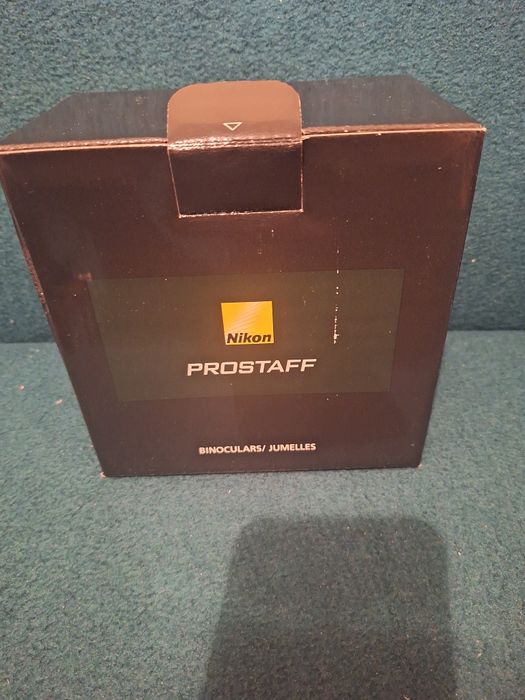 Nikon
PROSTAFF
BINOCULARS/ JUMELLES